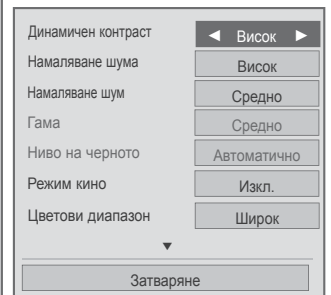 Динамичен контраст ◄ Висок ►
Намаляване шума Висок
Намаляване шум Средно
Гама Средно
Ниво на черното Автоматично
Режим кино Изкл.
Цветови диапазон Широк
▼
Затваряне